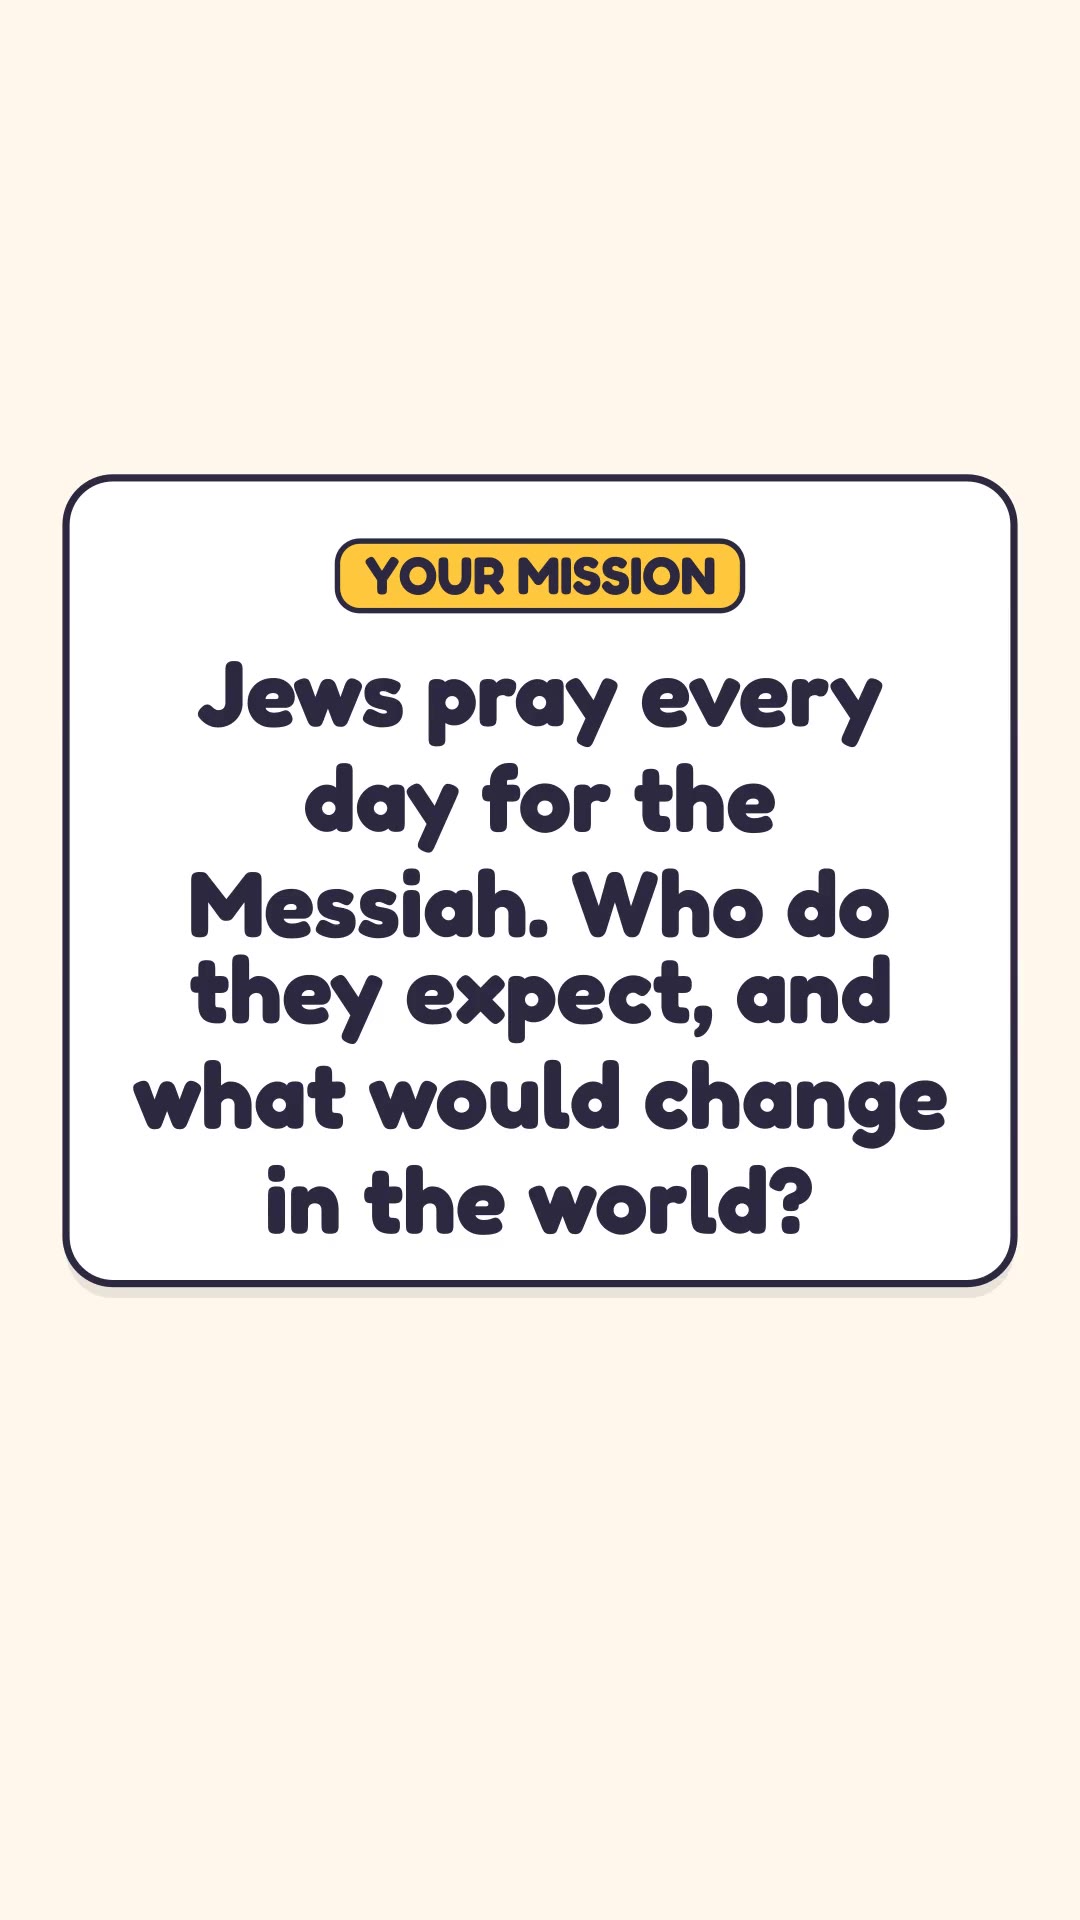 YOUR MISSION
Jews pray every
day for the
Messiah. Who do
they expect, and
what would change
in the world?